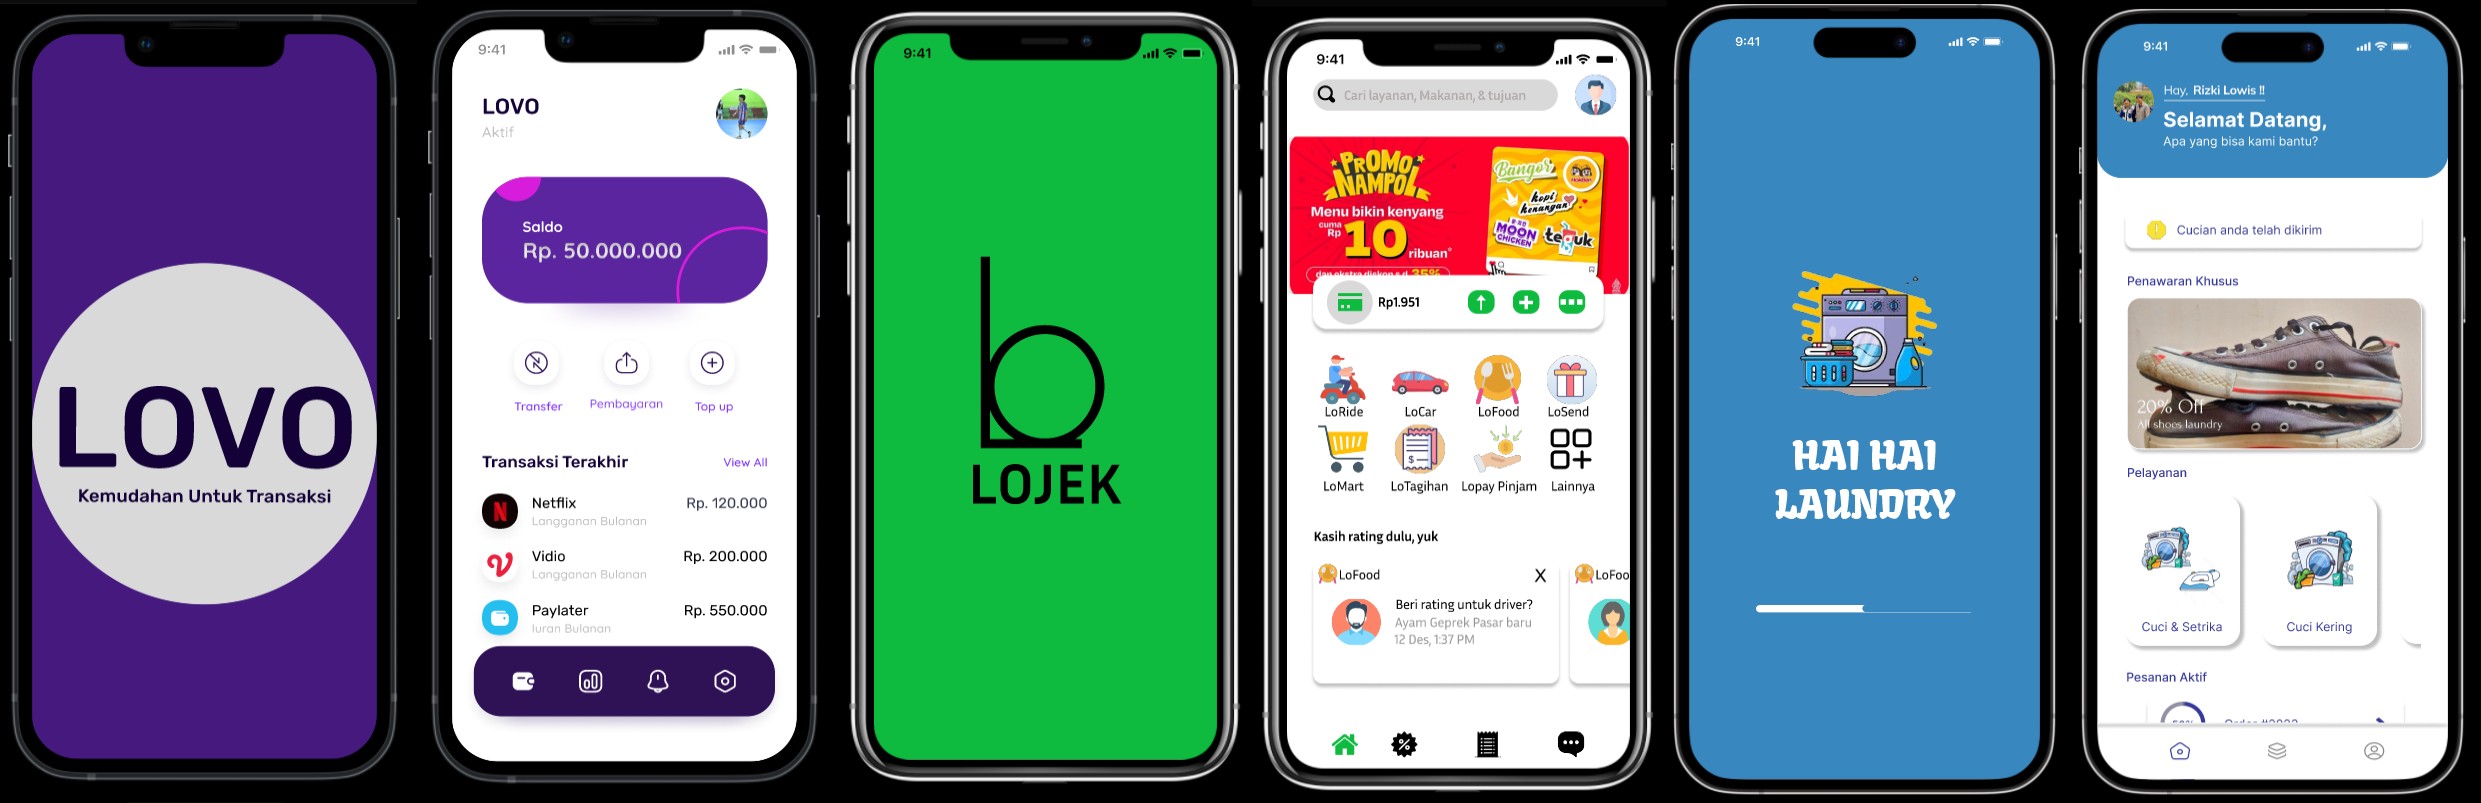 LOVO
Kemudahan Untuk Transaksi
9:41
LOVO
Aktif
Saldo
Rp. 50.000.000
Transfer
Pembayaran
Top up
Transaksi Terakhir
View All
Netflix
Rp. 120.000
Langganan Bulanan
Vidio
Rp. 200.000
Langganan Bulanan
Paylater
Rp. 550.000
Iuran Bulanan
9:41
LOJEK
9:41
Cari layanan, Makanan, & tujuan
PROMO
NAMPOL
Menu bikin kenyang
cuma
Rp
10
ribuan*
dan ekstra diskon s.d. 35%
Bangor
kopi
kenangan
MOON
CHICKEN
teguk
Rp1.951
LoRide
LoCar
LoFood
LoSend
LoMart
LoTagihan
Lopay Pinjam
Lainnya
Kasih rating dulu, yuk
LoFood
X
LoFoo
Beri rating untuk driver?
Ayam Geprek Pasar baru
12 Des, 1:37 PM
9:41
HAI HAI
LAUNDRY
9:41
Hay, Rizki Lowis !!
Selamat Datang,
Apa yang bisa kami bantu?
Cucian anda telah dikirim
Penawaran Khusus
20% Off
All shoes laundry
Pelayanan
Cuci & Setrika
Cuci Kering
Pesanan Aktif